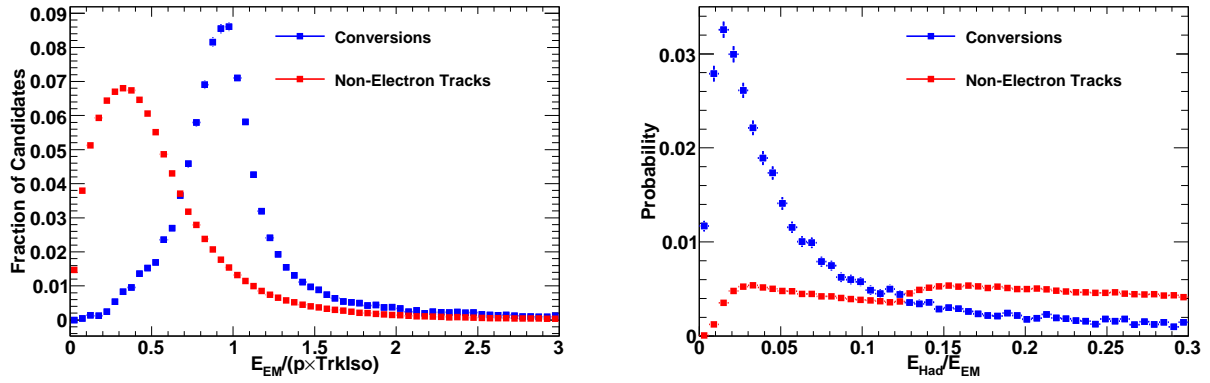 Fraction of Candidates
0.09
0.08
0.07
0.06
0.05
0.04
0.03
0.02
0.01
0
Conversions
Non-Electron Tracks
0 0.5 1 1.5 2 2.5 3
E_EM/(p×TrkIso)
Probability
0.03
0.02
0.01
0
Conversions
Non-Electron Tracks
0 0.05 0.1 0.15 0.2 0.25 0.3
E_Had/E_EM